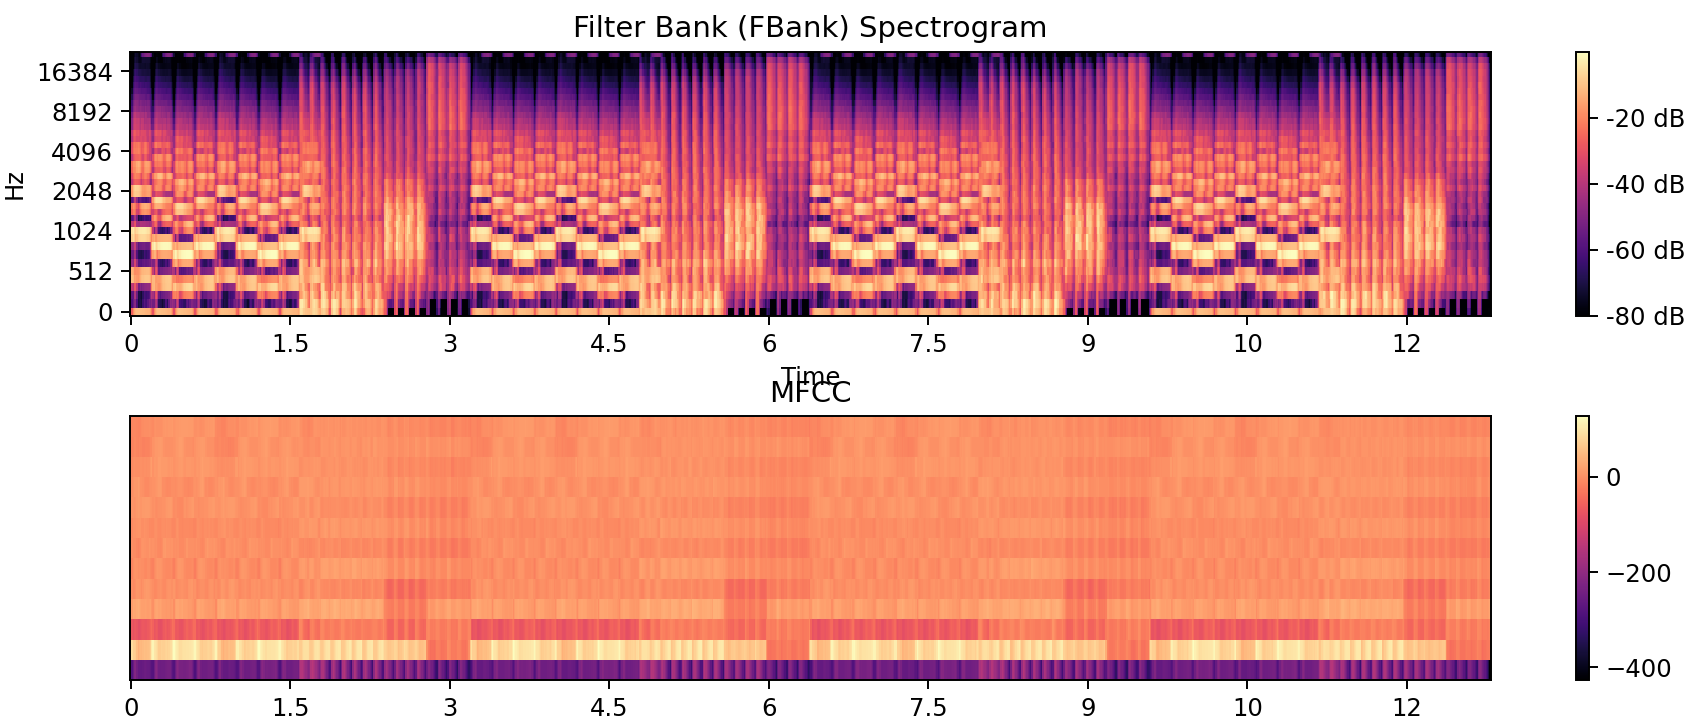 Filter Bank (FBank) Spectrogram
16384
8192
4096
2048
1024
512
0
Hz
0 1.5 3 4.5 6 7.5 9 10 12
Time
-20 dB
-40 dB
-60 dB
-80 dB
MFCC
0 1.5 3 4.5 6 7.5 9 10 12
0
−200
−400